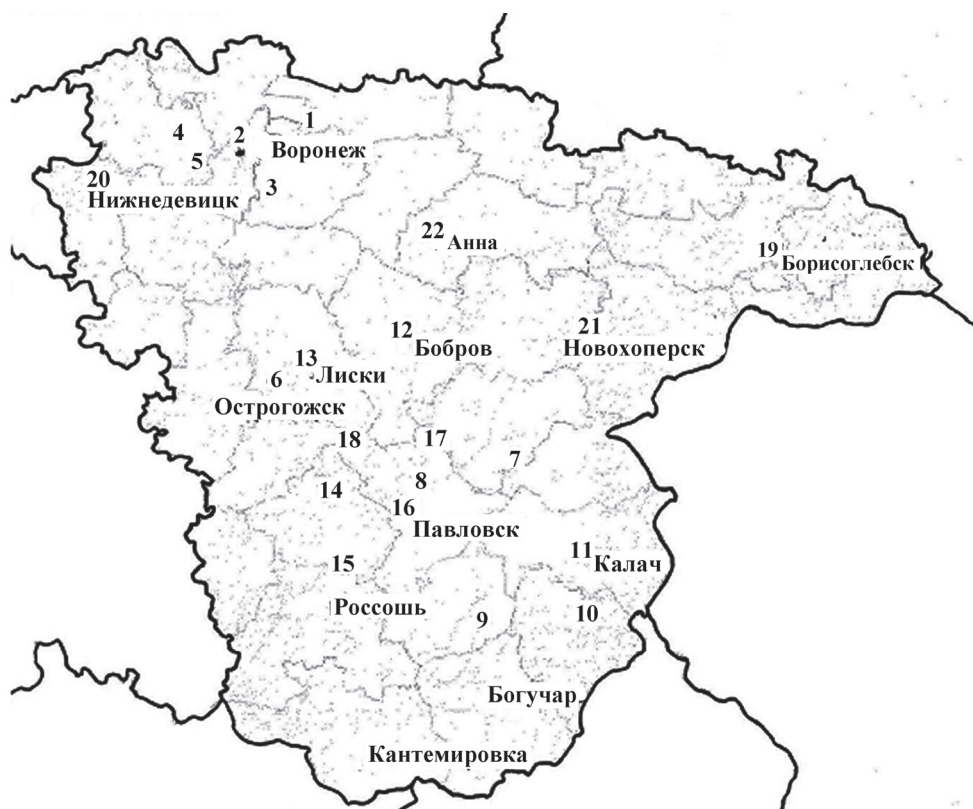 1
4
2
Воронеж
5
20
3
Нижнедевицк
22
Анна
19
Борисоглебск
12
21
Бобров
Новохоперск
13
6
Лиски
Острогожск
18
17
7
8
14
16
Павловск
11
15
Калач
Россошь
9
10
Богучар
Кантемировка